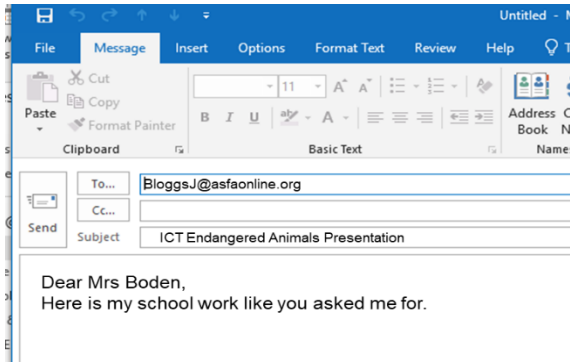 Untitled -
File Message Insert Options Format Text Review Help
Cut
Copy
Format Painter
Paste
11
A A
B I U aby A
Address
Book
Clipboard Basic Text
To... BloggsJ@asfaonline.org
Cc...
Send
Subject ICT Endangered Animals Presentation
Dear Mrs Boden,
Here is my school work like you asked me for.